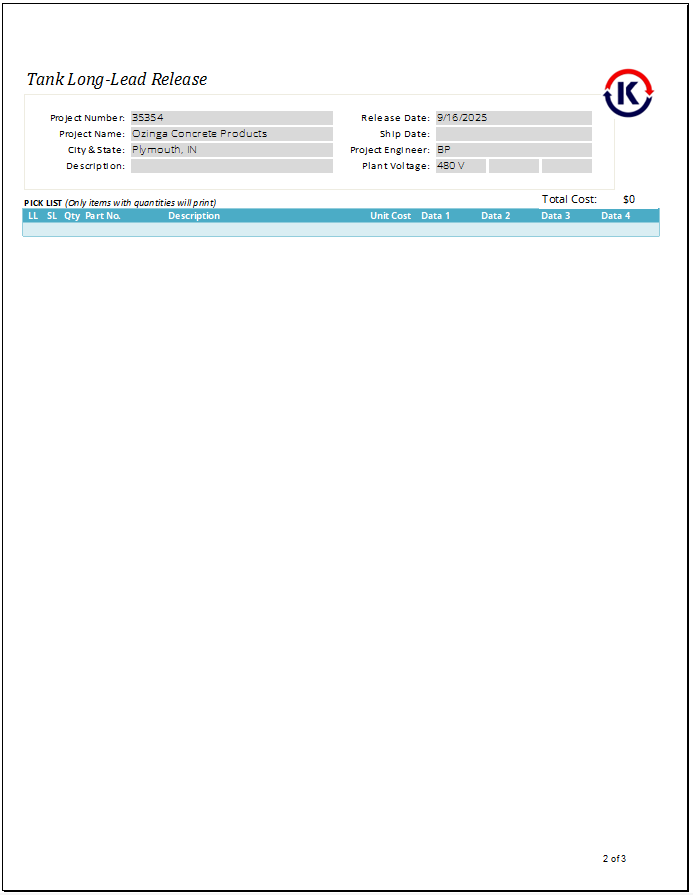 Tank Long-Lead Release
K
Project Number: 35354 Release Date: 9/16/2025
Project Name: Ozinga Concrete Products Ship Date:
City & State: Plymouth, IN Project Engineer: BP
Description: Plant Voltage: 480 V
PICK LIST (Only items with quantities will print) Total Cost: $0
LL SL Qty Part No. Description Unit Cost Data 1 Data 2 Data 3 Data 4
2 of 3